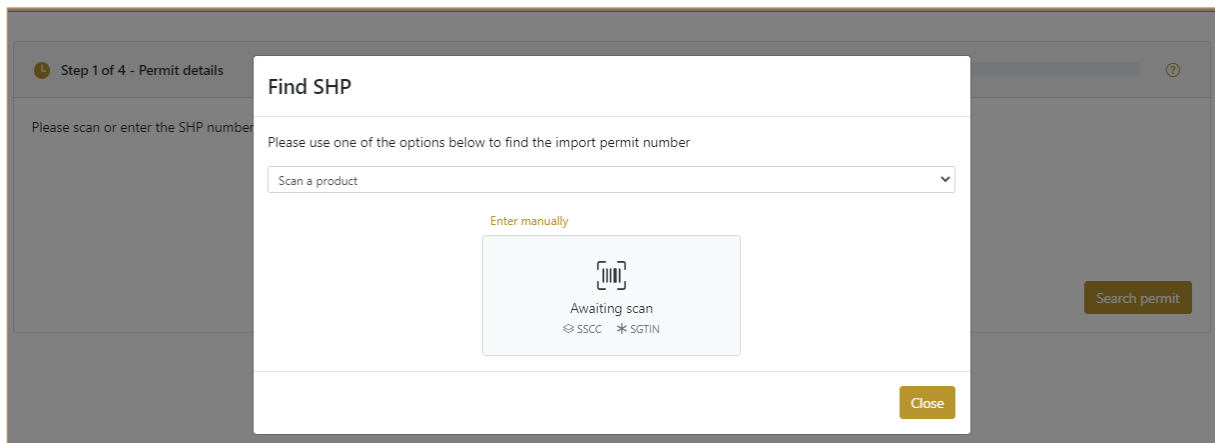 Step 1 of 4 - Permit details
Please scan or enter the SHP number
Find SHP
Please use one of the options below to find the import permit number
Scan a product
Enter manually
Awaiting scan
SSCC SGTIN
Search permit
Close